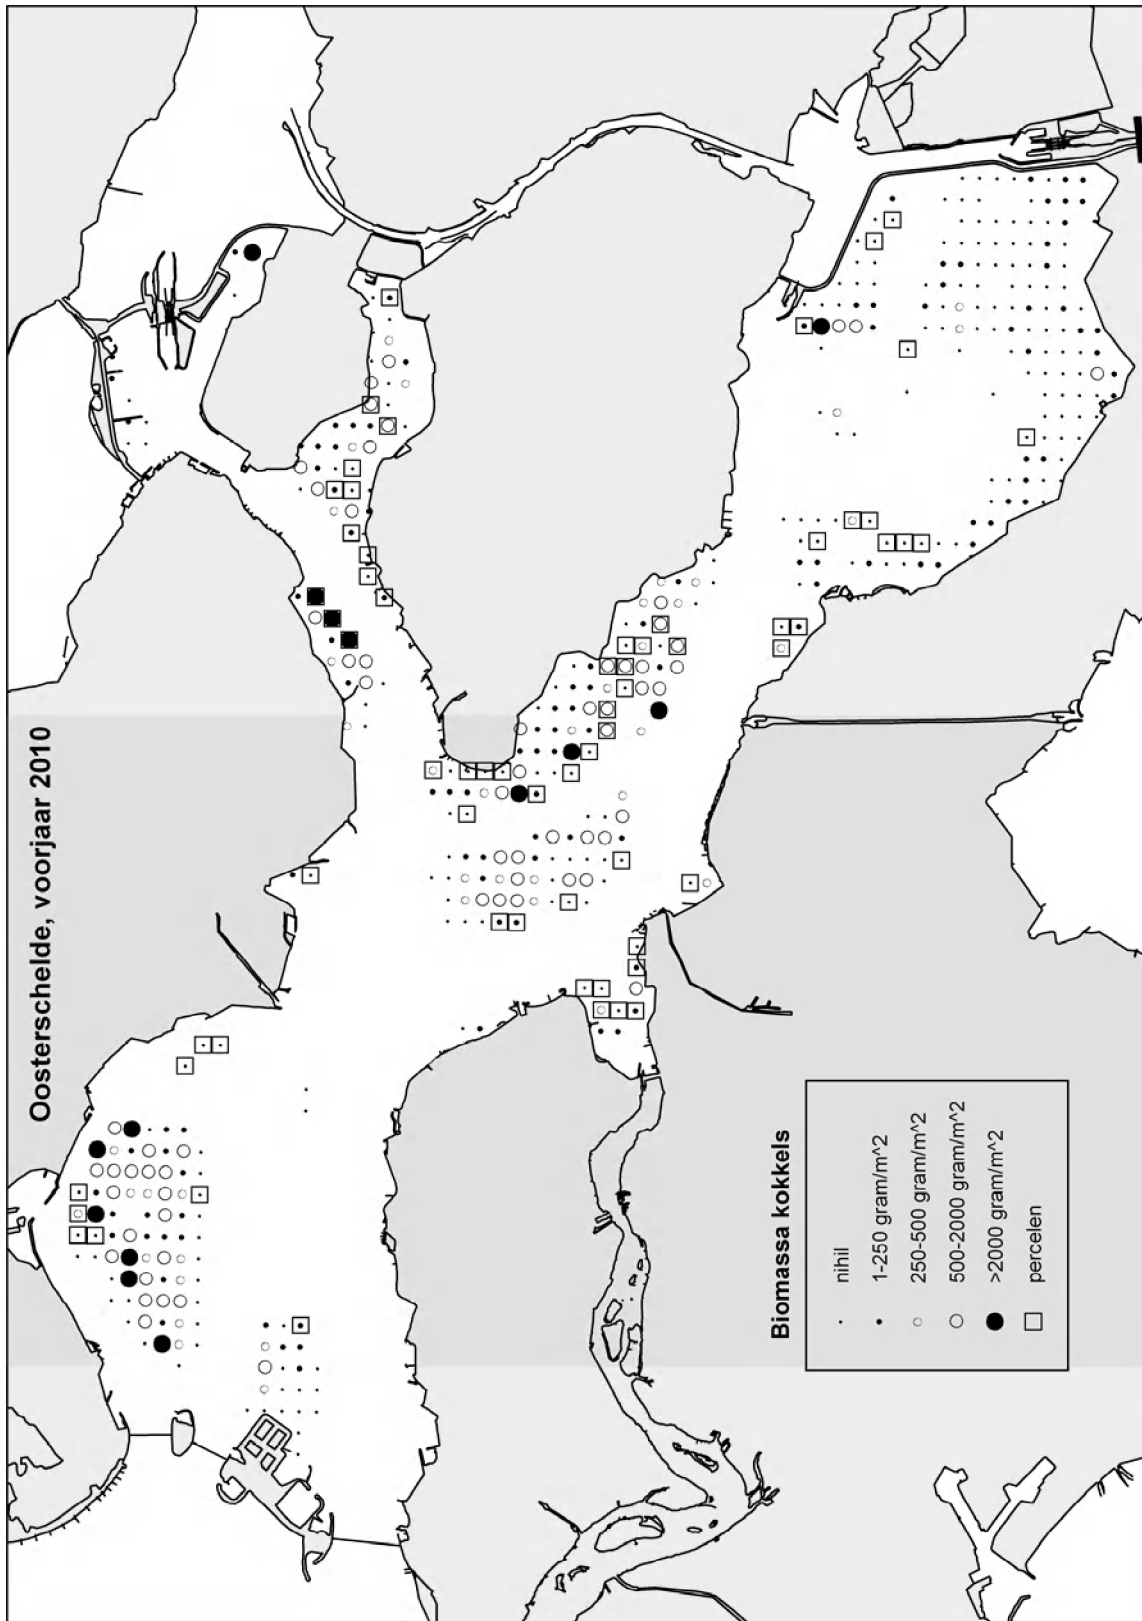 Oosterschelde, voorjaar 2010
Biomassa kokkels
nihil
1-250 gram/m^2
250-500 gram/m^2
500-2000 gram/m^2
>2000 gram/m^2
percelen